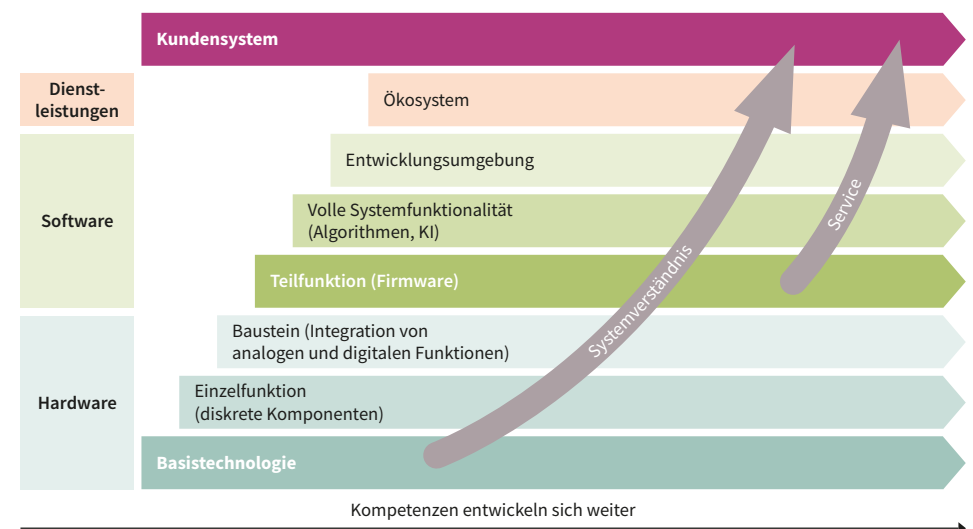 Kundensystem
Dienst-
leistungen
Ökosystem
Entwicklungsumgebung
Software
Volle Systemfunktionalität
(Algorithmen, KI)
Service
Teilfunktion (Firmware)
Systemverständnis
Baustein (Integration von
analogen und digitalen Funktionen)
Hardware
Einzelfunktion
(diskrete Komponenten)
Basistechnologie
Kompetenzen entwickeln sich weiter